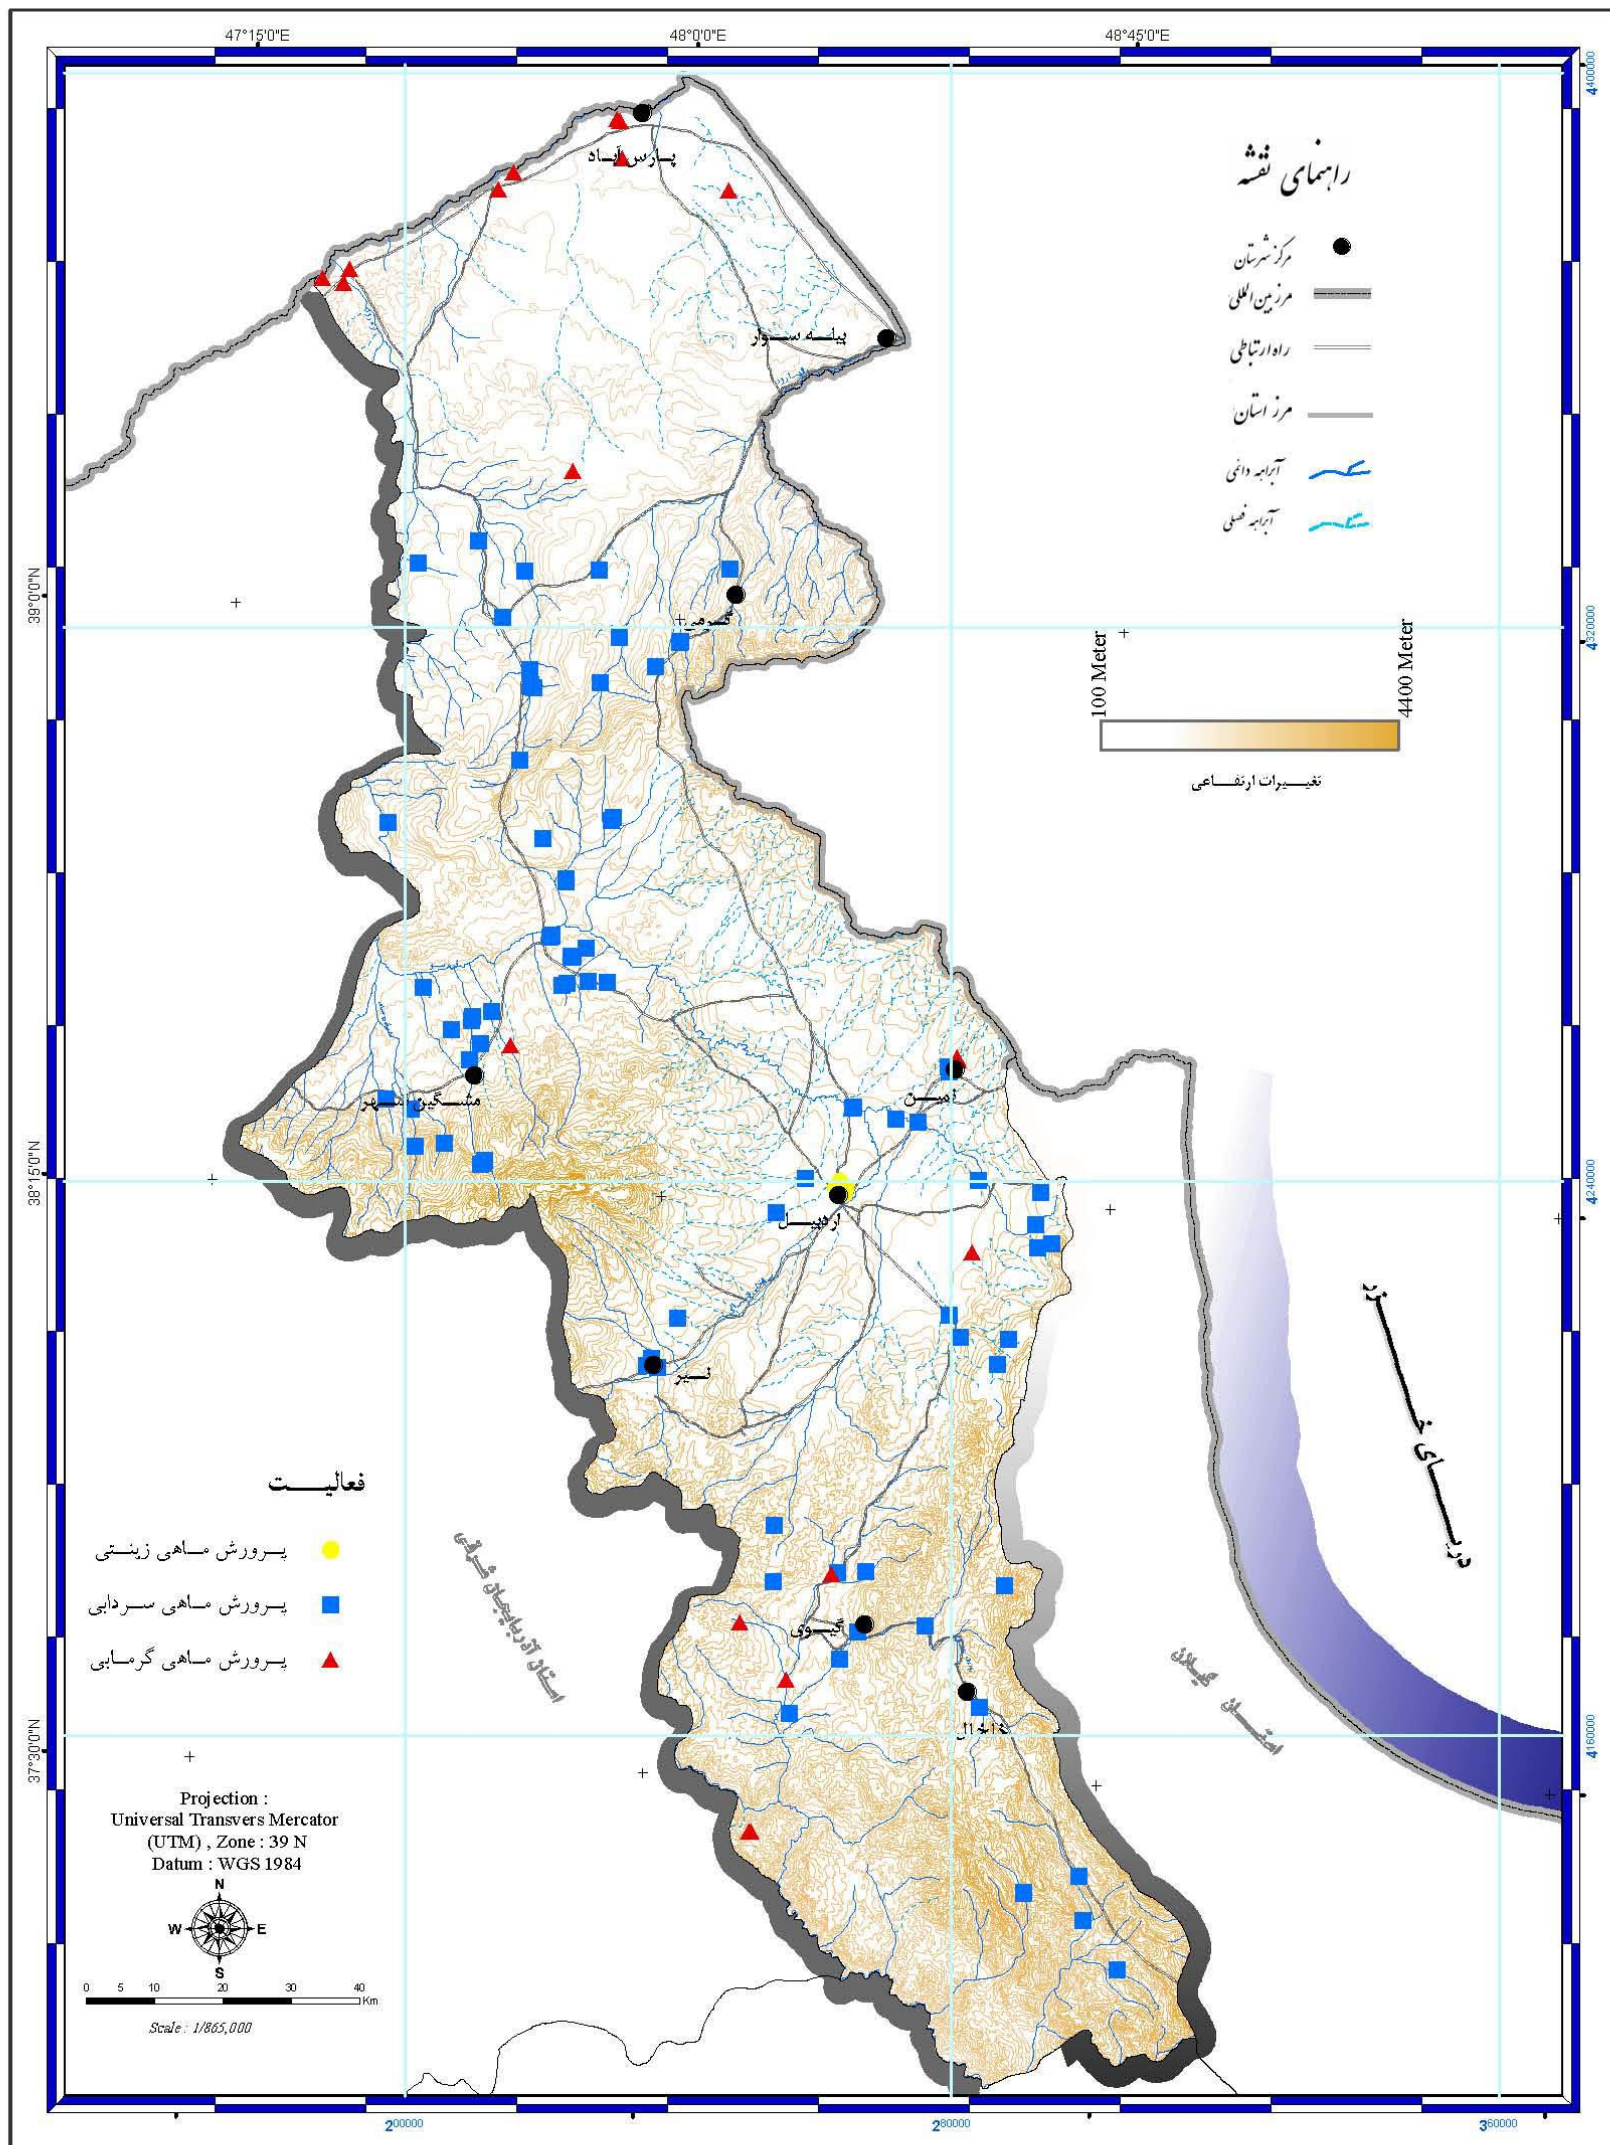 47°15'0"E
48°0'0"E
48°45'0"E
4400000
راهنمای نقشه
مرکز شهرستان
مرز بین المللی
راه ارتباطی
مرز استان
آبراهه دائمی
آبراهه فصلی
پارس آباد
بیله سوار
39°0'0"N
گرمی
4320000
100 Meter
4400 Meter
تغییرات ارتفاعی
مشگین شهر
نمین
38°15'0"N
4240000
اردبیل
نیر
دریای خزر
فعالیت
پرورش ماهی زینتی
پرورش ماهی سردابی
پرورش ماهی گرمابی
استان آذربایجان شرقی
گیوی
استان گیلان
خلخال
37°30'0"N
4160000
Projection :
Universal Transvers Mercator
(UTM) , Zone : 39 N
Datum : WGS 1984
N
W E
S
0 5 10 20 30 40 Km
Scale : 1/865,000
200000
280000
360000